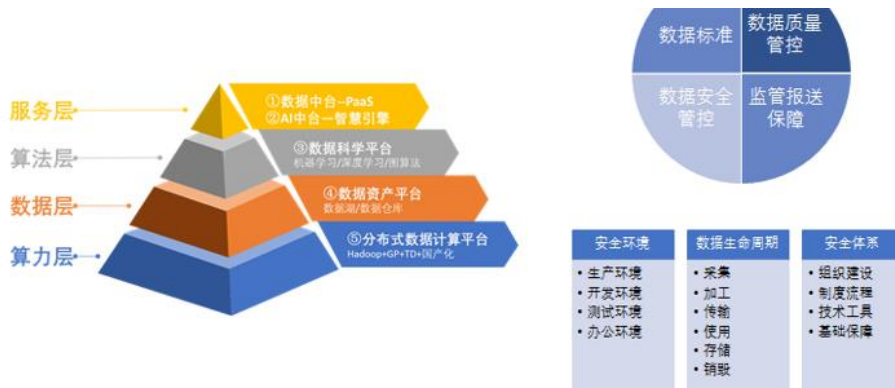 服务层
①数据中台–PaaS
②AI中台—智慧引擎
算法层
③数据科学平台
机器学习/深度学习/图算法
数据层
④数据资产平台
数据湖/数据仓库
算力层
⑤分布式数据计算平台
Hadoop+GP+TD+国产化
数据标准
数据质量
管控
数据安全
管控
监管报送
保障
安全环境
• 生产环境
• 开发环境
• 测试环境
• 办公环境
数据生命周期
• 采集
• 加工
• 传输
• 使用
• 存储
• 销毁
安全体系
• 组织建设
• 制度流程
• 技术工具
• 基础保障